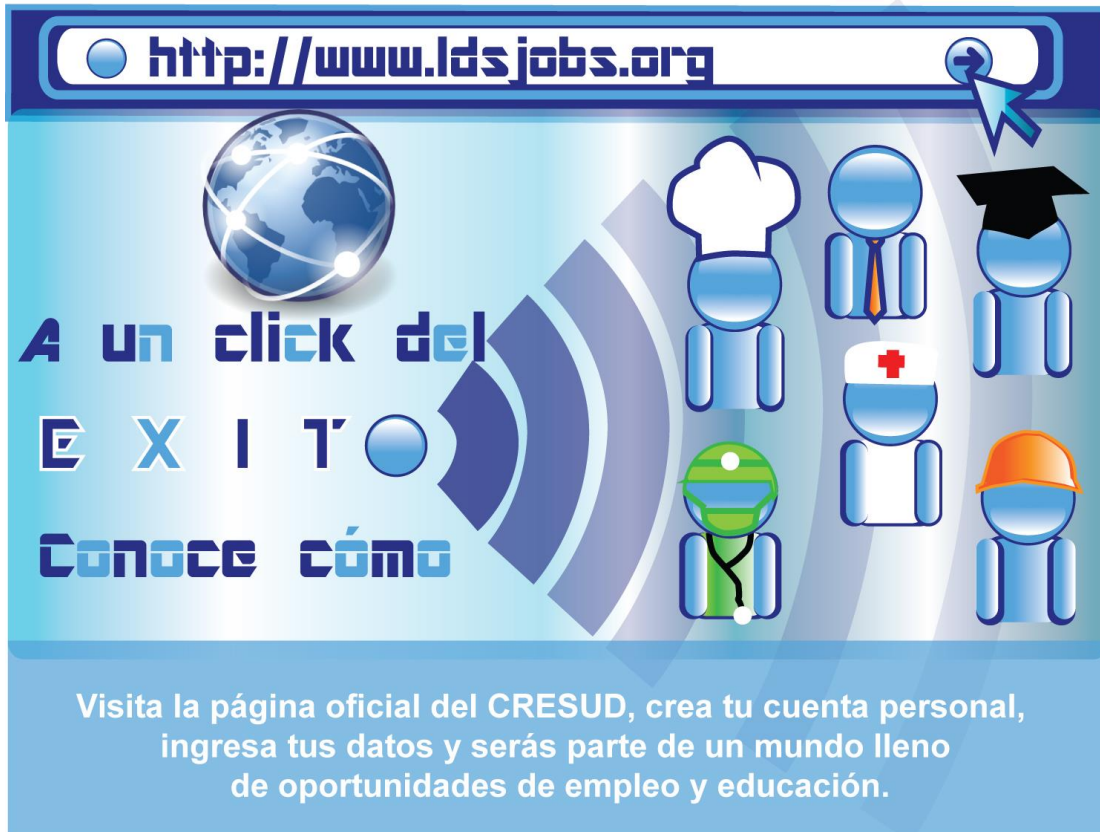 http://www.ldsjobs.org
A un click del
EXITO
Conoce cómo
Visita la página oficial del CRESUD, crea tu cuenta personal,
ingresa tus datos y serás parte de un mundo lleno
de oportunidades de empleo y educación.